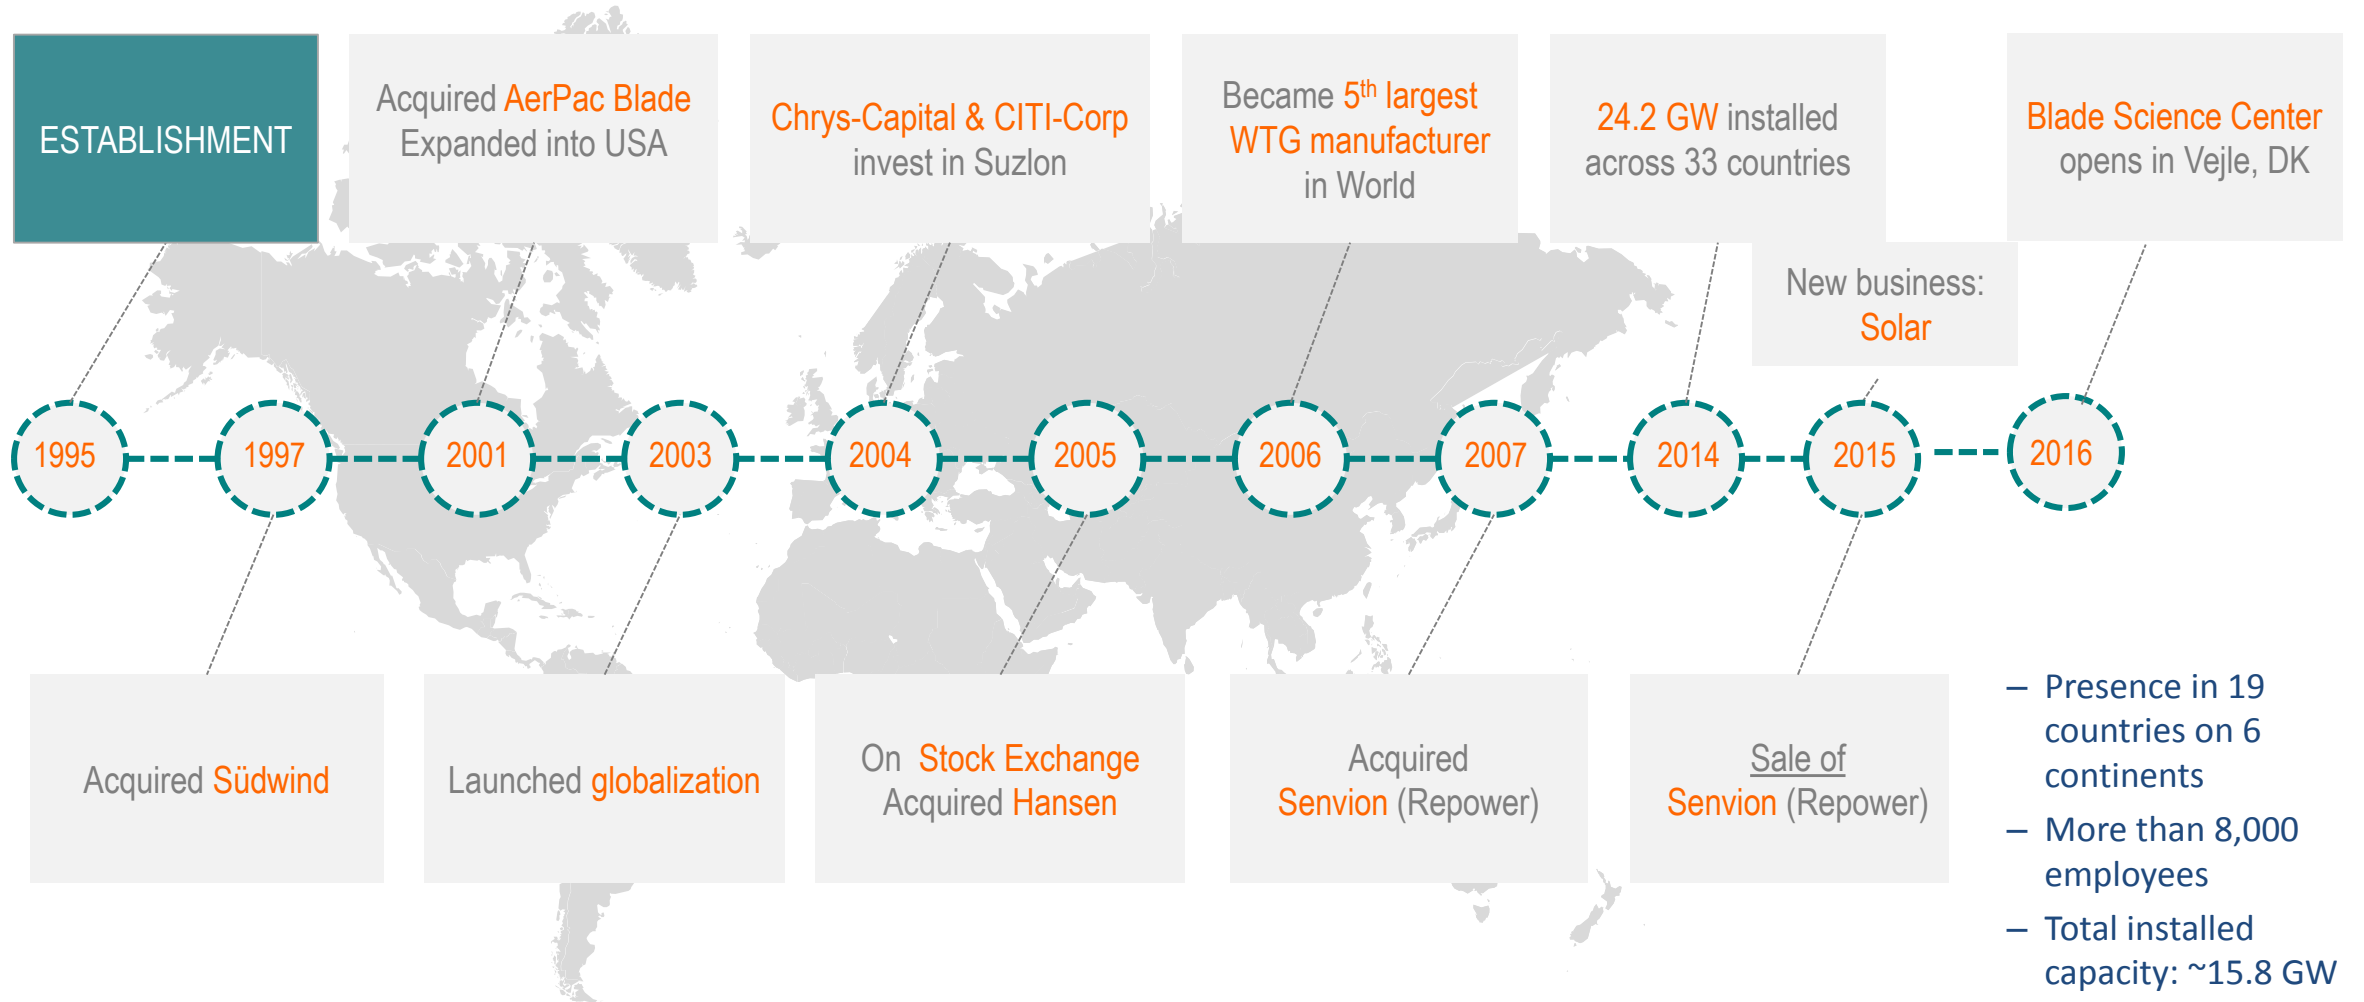 ESTABLISHMENT
Acquired AerPac Blade
Expanded into USA
Chrys-Capital & CITI-Corp
invest in Suzlon
Became 5th largest
WTG manufacturer
in World
24.2 GW installed
across 33 countries
New business:
Solar
Blade Science Center
opens in Vejle, DK
1995
1997
2001
2003
2004
2005
2006
2007
2014
2015
2016
Acquired Südwind
Launched globalization
On Stock Exchange
Acquired Hansen
Acquired
Senvion (Repower)
Sale of
Senvion (Repower)
– Presence in 19
countries on 6
continents
– More than 8,000
employees
– Total installed
capacity: ~15.8 GW